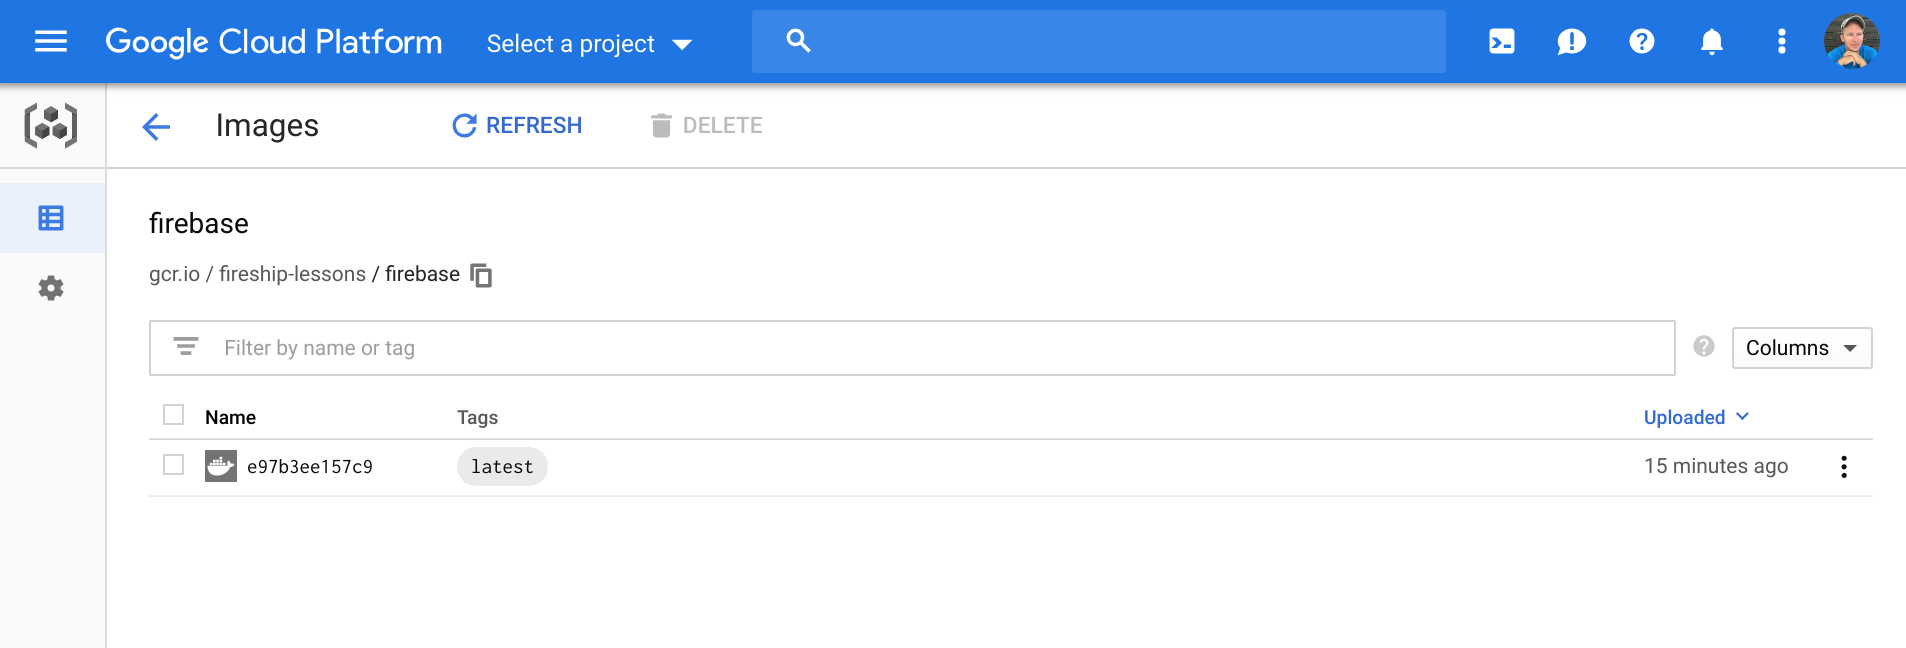 Google Cloud Platform Select a project
Images REFRESH DELETE
firebase
gcr.io / fireship-lessons / firebase
Filter by name or tag Columns
Name Tags Uploaded
e97b3ee157c9 latest 15 minutes ago